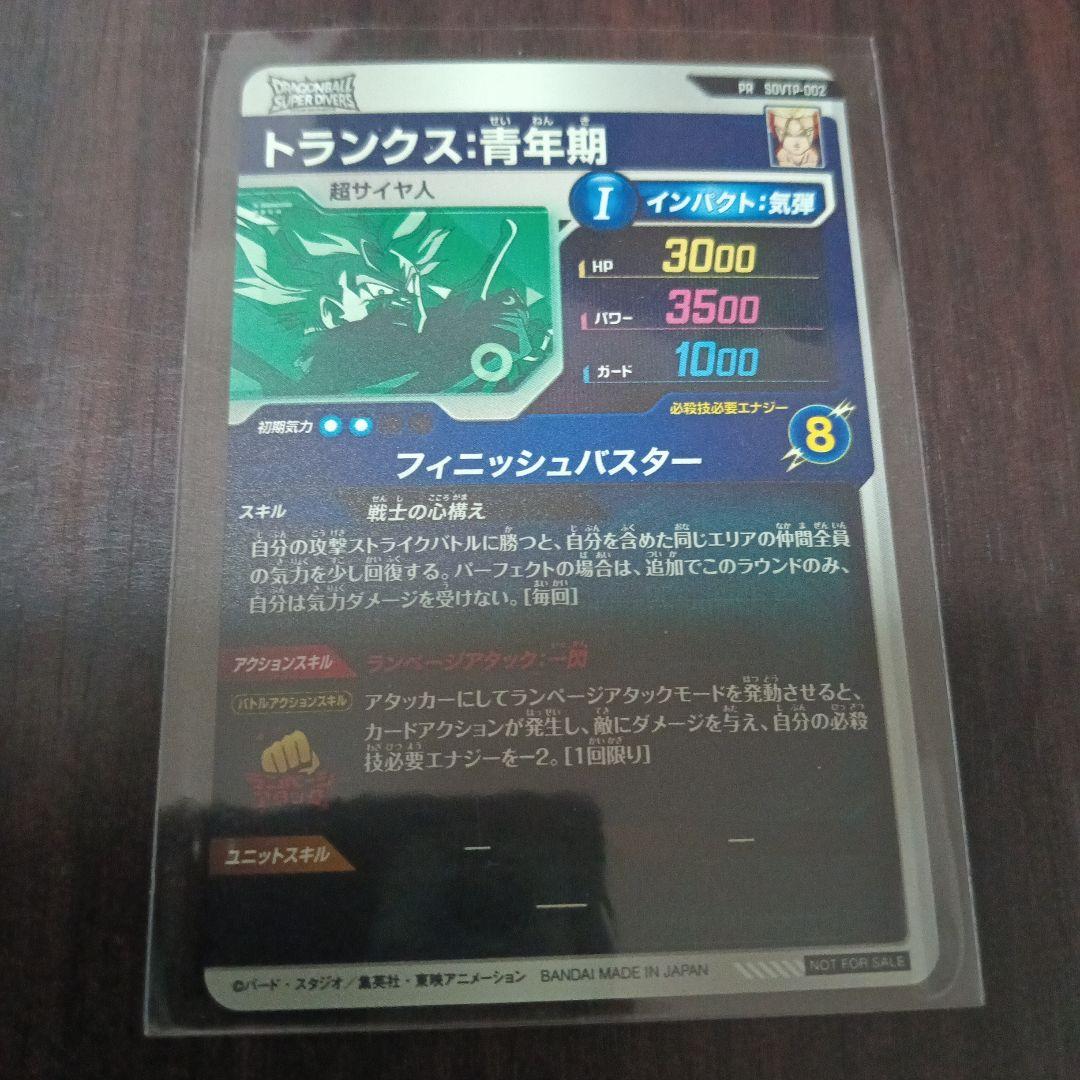 DRAGONBALL
SUPER DIVERS
PR SDVTP-002
せい ねん き
トランクス:青年期
超サイヤ人
I インパクト:気弾
HP 3000
パワー 3500
ガード 1000
必殺技必要エナジー
8
初期気力
フィニッシュバスター
スキル 戦士の心構え
せん し こころ がま
自分の攻撃ストライクバトルに勝つと、自分を含めた同じエリアの仲間全員
の気力を少し回復する。パーフェクトの場合は、追加でこのラウンドのみ、
自分は気力ダメージを受けない。[毎回]
アクションスキル ランページアタック:一閃
バトルアクションスキル
アタッカーにしてランページアタックモードを発動させると、
カードアクションが発生し、敵にダメージを与え、自分の必殺
技必要エナジーを−2。[1回限り]
ユニットスキル
©バード・スタジオ/集英社・東映アニメーション BANDAI MADE IN JAPAN
NOT FOR SALE